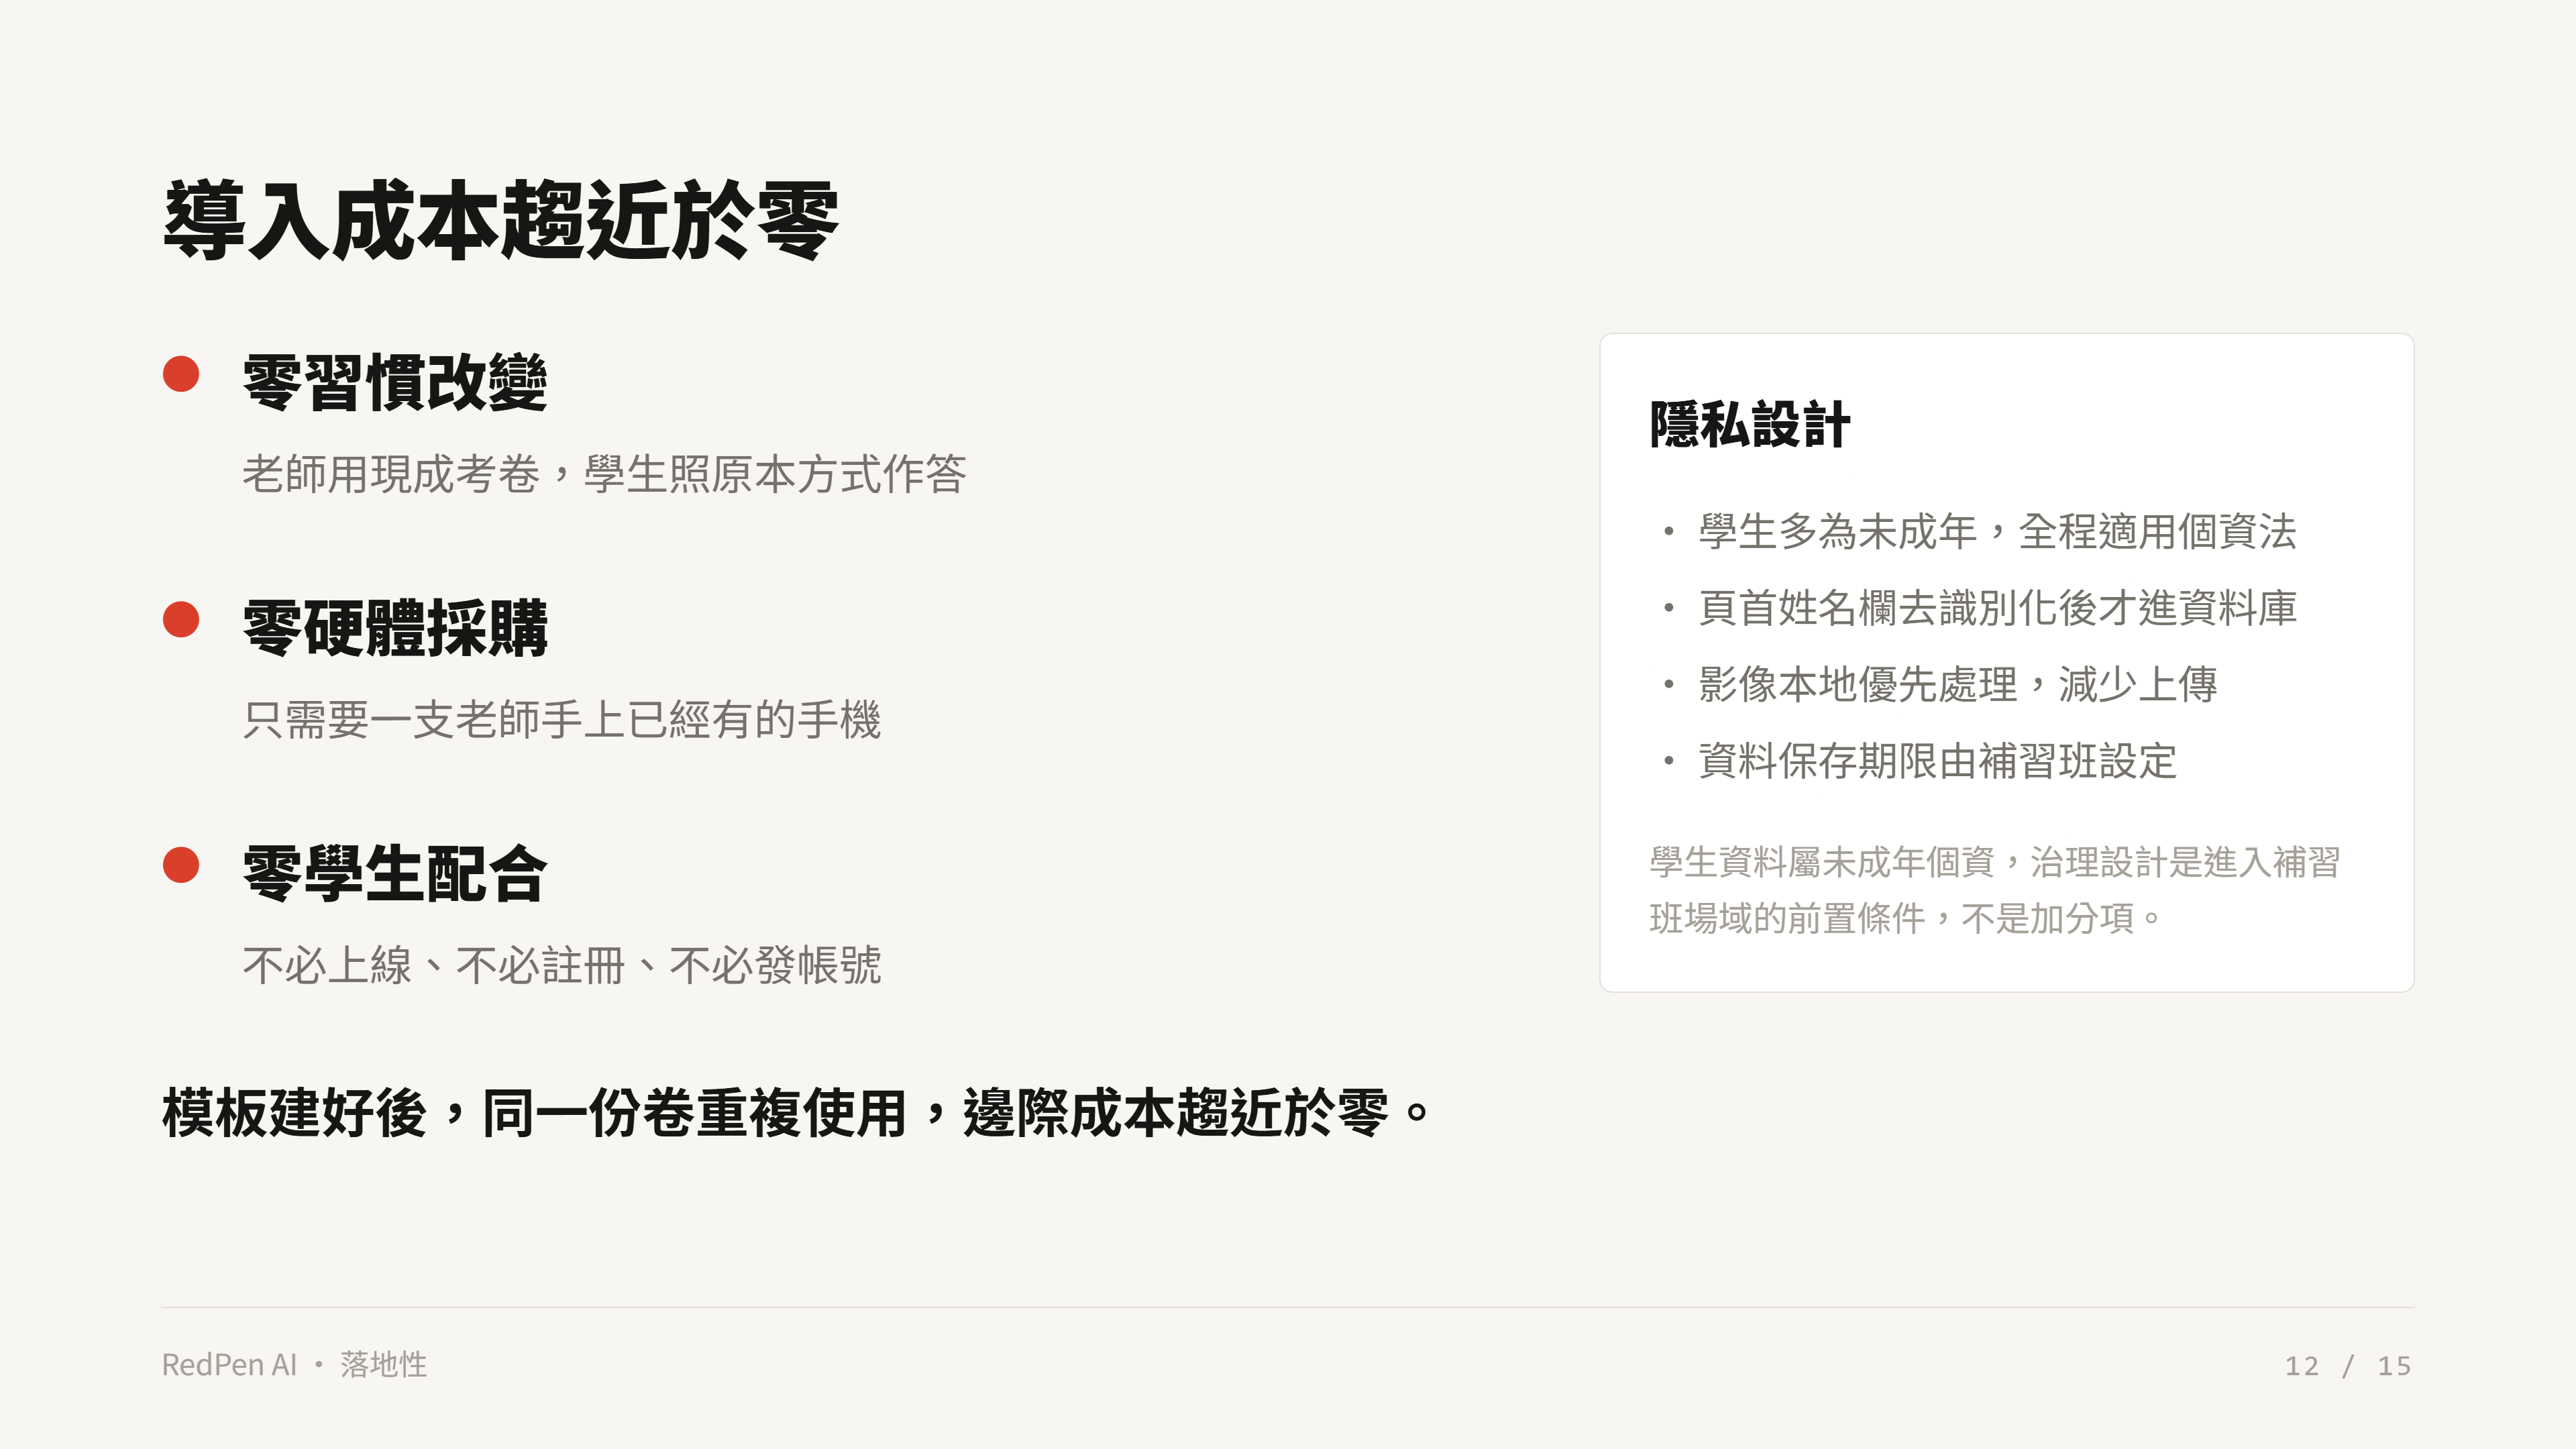 導入成本趨近於零
零習慣改變
老師用現成考卷，學生照原本方式作答
零硬體採購
只需要一支老師手上已經有的手機
零學生配合
不必上線、不必註冊、不必發帳號
模板建好後，同一份卷重複使用，邊際成本趨近於零。
隱私設計
・學生多為未成年，全程適用個資法
・頁首姓名欄去識別化後才進資料庫
・影像本地優先處理，減少上傳
・資料保存期限由補習班設定
學生資料屬未成年個資，治理設計是進入補習
班場域的前置條件，不是加分項。
RedPen AI ・ 落地性
12 / 15